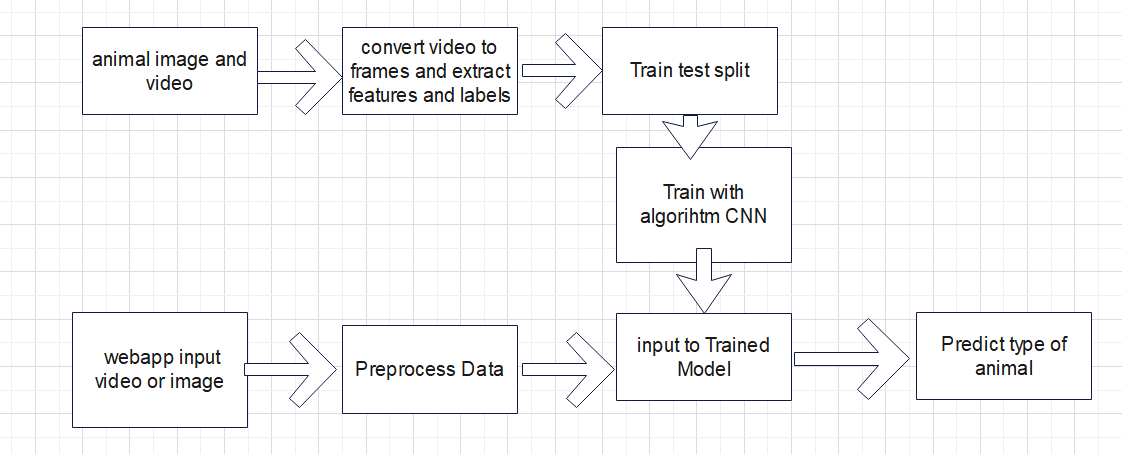 animal image and
video
convert video to
frames and extract
features and labels
Train test split
Train with
algorihtm CNN
webapp input
video or image
Preprocess Data
input to Trained
Model
Predict type of
animal